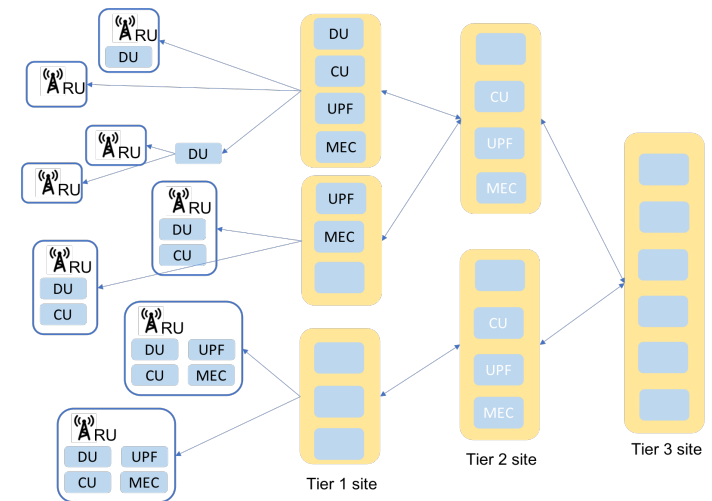 RU
DU
RU
RU
DU
RU
RU
DU
CU
RU
DU
CU
RU
DU UPF
CU MEC
RU
DU UPF
CU MEC
DU
CU
UPF
MEC
UPF
MEC
Tier 1 site
CU
UPF
MEC
CU
UPF
MEC
Tier 2 site
Tier 3 site